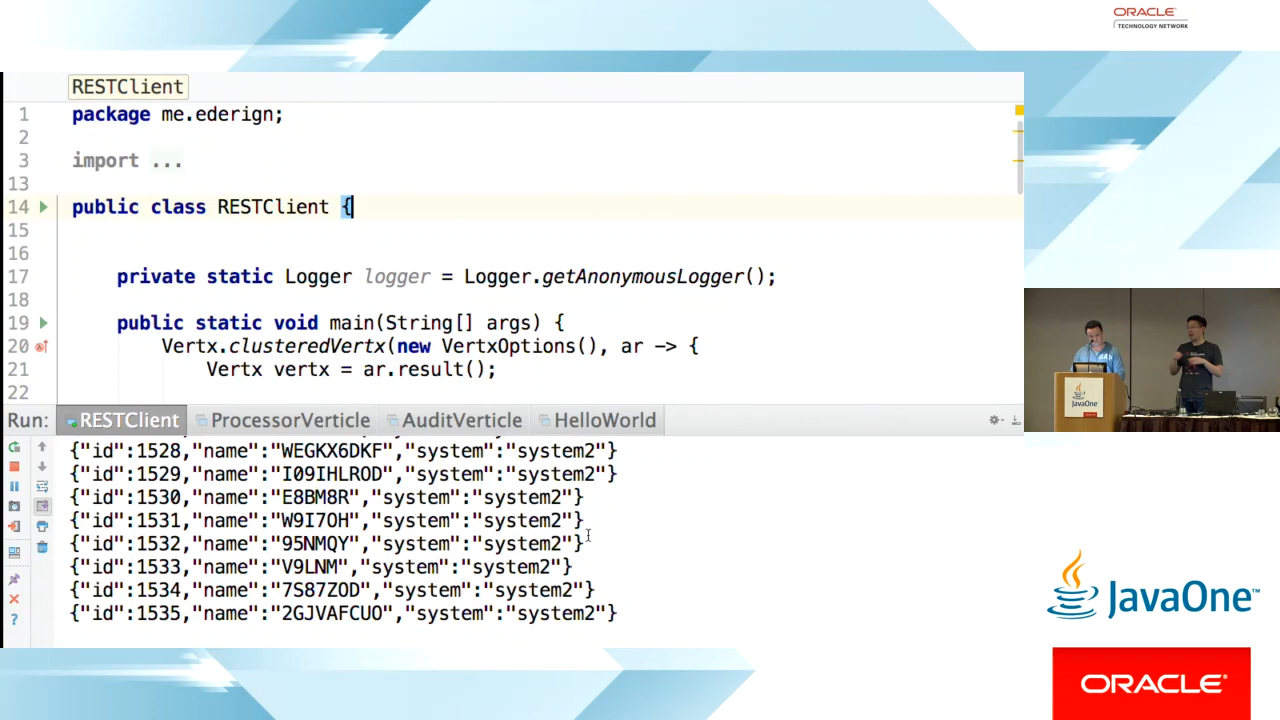 ORACLE
TECHNOLOGY NETWORK
RESTClient
1 package me.ederign;
2
3 import ...
13
14 public class RESTClient {
15
16
17 private static Logger logger = Logger.getAnonymousLogger();
18
19 public static void main(String[] args) {
20 Vertx.clusteredVertx(new VertxOptions(), ar -> {
21 Vertx vertx = ar.result();
22
Run: RESTClient ProcessorVerticle AuditVerticle HelloWorld
{"id":1528,"name":"WEGKX6DKF","system":"system2"}
{"id":1529,"name":"I09IHLROD","system":"system2"}
{"id":1530,"name":"E8BM8R","system":"system2"}
{"id":1531,"name":"W9I7OH","system":"system2"}
{"id":1532,"name":"95NMQY","system":"system2"}
{"id":1533,"name":"V9LNM","system":"system2"}
{"id":1534,"name":"7S87ZOD","system":"system2"}
{"id":1535,"name":"2GJVAFCUO","system":"system2"}
JavaOne
JavaOne™
ORACLE